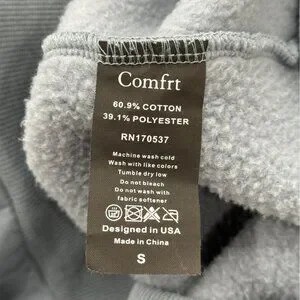 Comfrt
60.9% COTTON
39.1% POLYESTER
RN170537
Machine wash cold
Wash with like colors
Tumble dry low
Do not bleach
Do not wash with
fabric softener
Designed in USA
Made in China
S